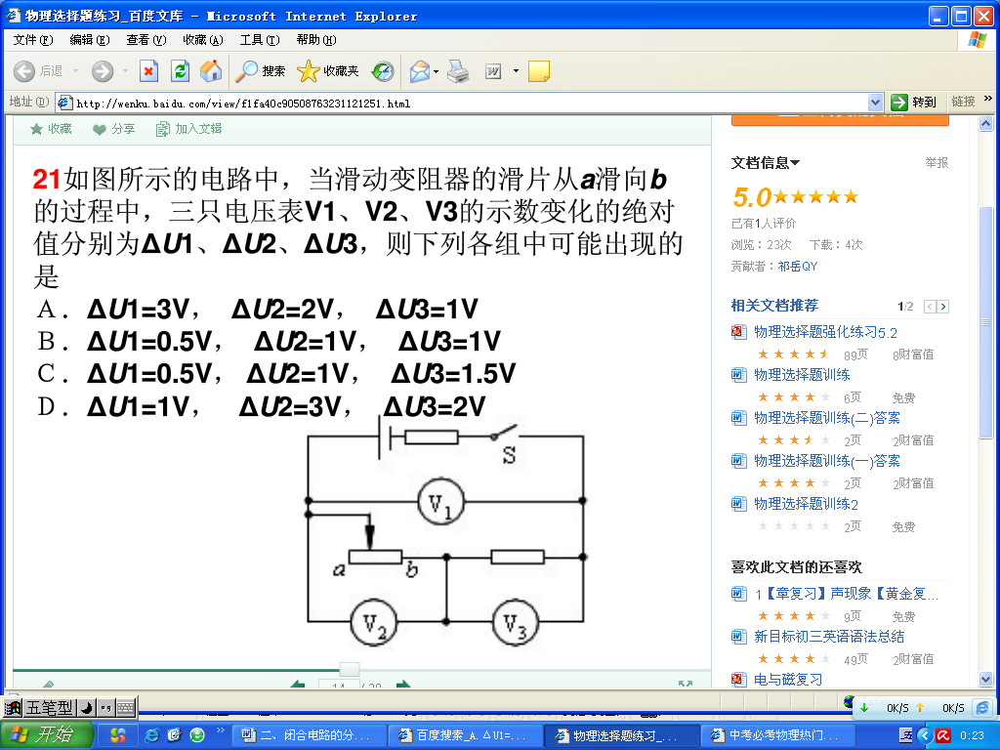 物理选择题练习_百度文库 - Microsoft Internet Explorer
文件(F) 编辑(E) 查看(V) 收藏(A) 工具(T) 帮助(H)
后退 搜索 收藏夹
地址(D) http://wenku.baidu.com/view/f1fa40c90508763231121251.html 转到 链接 »
收藏 分享 加入文辑
21如图所示的电路中，当滑动变阻器的滑片从a滑向b
的过程中，三只电压表V1、V2、V3的示数变化的绝对
值分别为ΔU1、ΔU2、ΔU3，则下列各组中可能出现的
是
A．ΔU1=3V， ΔU2=2V， ΔU3=1V
B．ΔU1=0.5V， ΔU2=1V， ΔU3=1V
C．ΔU1=0.5V， ΔU2=1V， ΔU3=1.5V
D．ΔU1=1V， ΔU2=3V， ΔU3=2V
S
V1
a b
V2 V3
文档信息 举报
5.0
已有1人评价
浏览：23次 下载：4次
贡献者：祁岳QY
相关文档推荐 1/2
物理选择题强化练习5.2
89页 8财富值
物理选择题训练
6页 免费
物理选择题训练(二)答案
2页 2财富值
物理选择题训练(一)答案
2页 2财富值
物理选择题训练2
2页 免费
喜欢此文档的还喜欢
1【章复习】声现象【黄金复...
9页 免费
新目标初三英语语法总结
49页 2财富值
电与磁复习
五笔型
0K/S 0K/S
开始 » 二、闭合电路的分... 百度搜索_A. ΔU1=... 物理选择题练习_... 中考必考物理热门... 0:23